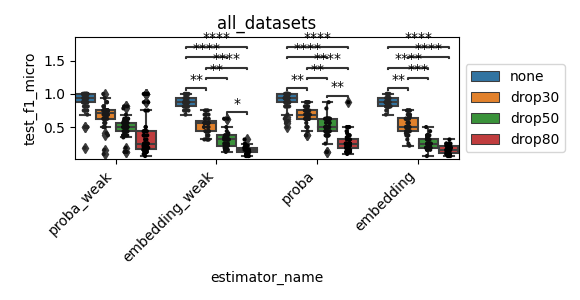 all_datasets
****
****
****
**
**
*
****
****
****
**
**
**
****
****
****
***
**
test_f1_micro
1.5
1.0
0.5
proba_weak
embedding_weak
proba
embedding
estimator_name
none
drop30
drop50
drop80